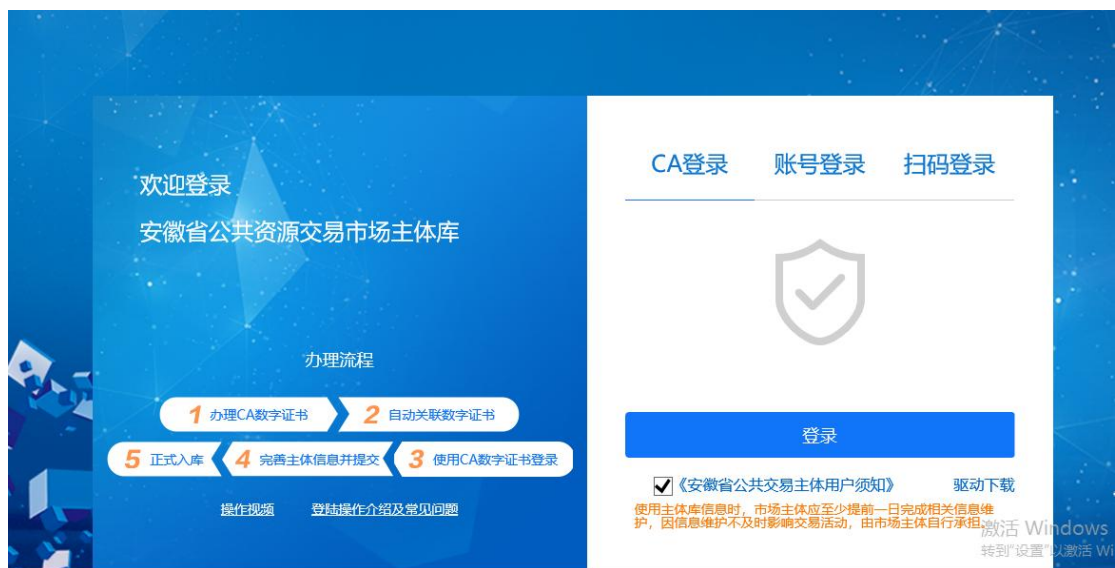 欢迎登录
安徽省公共资源交易市场主体库
办理流程
1 办理CA数字证书 2 自动关联数字证书
5 正式入库 4 完善主体信息并提交 3 使用CA数字证书登录
操作视频 登陆操作介绍及常见问题
CA登录 账号登录 扫码登录
登录
《安徽省公共交易主体用户须知》 驱动下载
使用主体库信息时，市场主体应至少提前一日完成相关信息维
护，因信息维护不及时影响交易活动，由市场主体自行承担。
激活 Windows
转到"设置"以激活 Wi